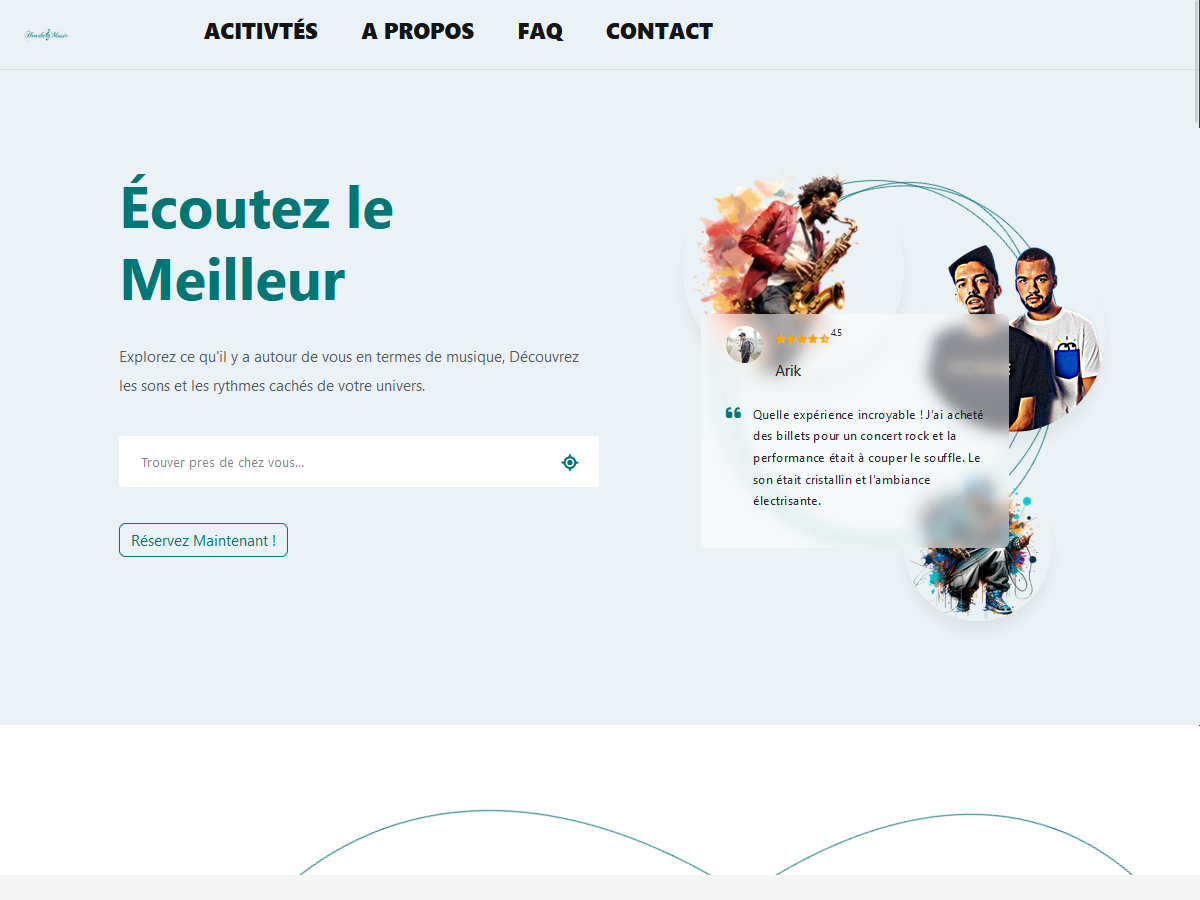 ACITIVTÉS A PROPOS FAQ CONTACT
Écoutez le
Meilleur
Explorez ce qu'il y a autour de vous en termes de musique, Découvrez
les sons et les rythmes cachés de votre univers.
Trouver pres de chez vous...
Réservez Maintenant !
4.5
Arik
Quelle expérience incroyable ! J'ai acheté
des billets pour un concert rock et la
performance était à couper le souffle. Le
son était cristallin et l'ambiance
électrisante.